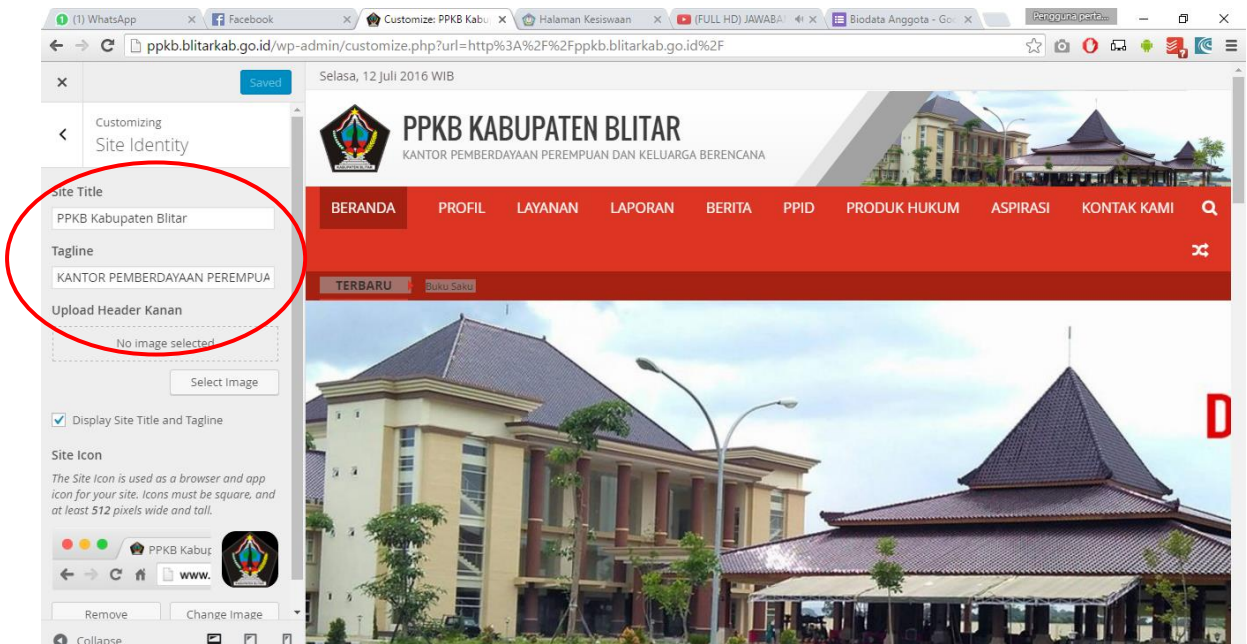 (1) WhatsApp
Facebook
Customize: PPKB Kabu
Halaman Kesiswaan
(FULL HD) JAWABA
Biodata Anggota - Go
Pengguna perta...
ppkb.blitarkab.go.id/wp-admin/customize.php?url=http%3A%2F%2Fppkb.blitarkab.go.id%2F
Saved
Customizing
Site Identity
Site Title
PPKB Kabupaten Blitar
Tagline
KANTOR PEMBERDAYAAN PEREMPUA
Upload Header Kanan
No image selected
Select Image
Display Site Title and Tagline
Site Icon
The Site Icon is used as a browser and app
icon for your site. Icons must be square, and
at least 512 pixels wide and tall.
PPKB Kabup
www.
Remove
Change Image
Collapse
Selasa, 12 Juli 2016 WIB
KABUPATEN BLITAR
PPKB KABUPATEN BLITAR
KANTOR PEMBERDAYAAN PEREMPUAN DAN KELUARGA BERENCANA
BERANDA PROFIL LAYANAN LAPORAN BERITA PPID PRODUK HUKUM ASPIRASI KONTAK KAMI
TERBARU
Buku Saku
D